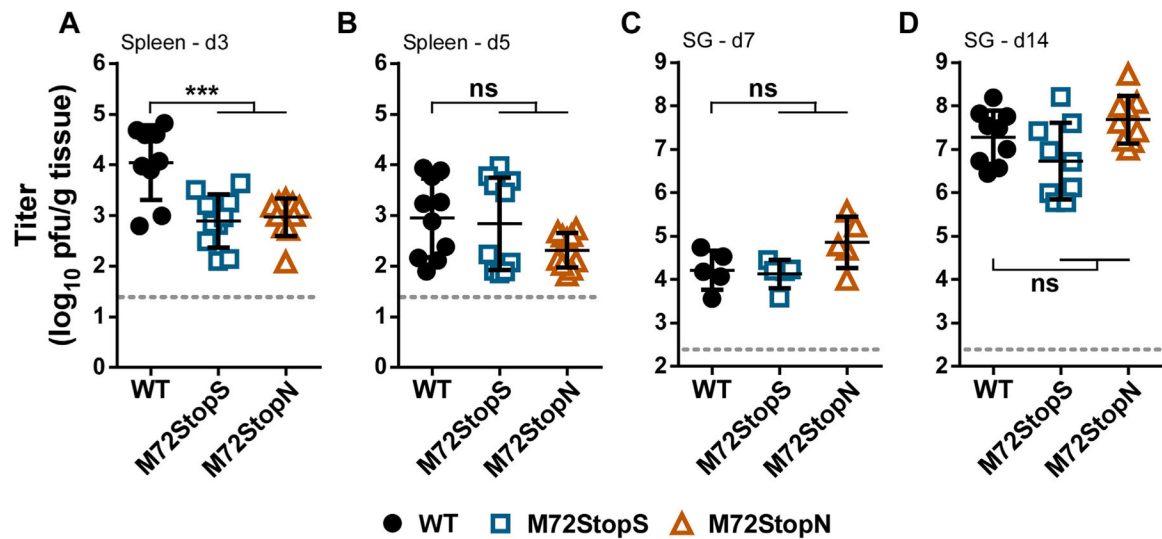 A
Spleen - d3
B
Spleen - d5
C
SG - d7
D
SG - d14
Titer
(log10 pfu/g tissue)
6
5
4
3
2
1
0
***
WT
M72StopS
M72StopN
6
5
4
3
2
1
0
ns
WT
M72StopS
M72StopN
9
8
7
6
5
4
3
2
ns
WT
M72StopS
M72StopN
9
8
7
6
5
4
3
2
ns
WT
M72StopS
M72StopN
WT M72StopS M72StopN